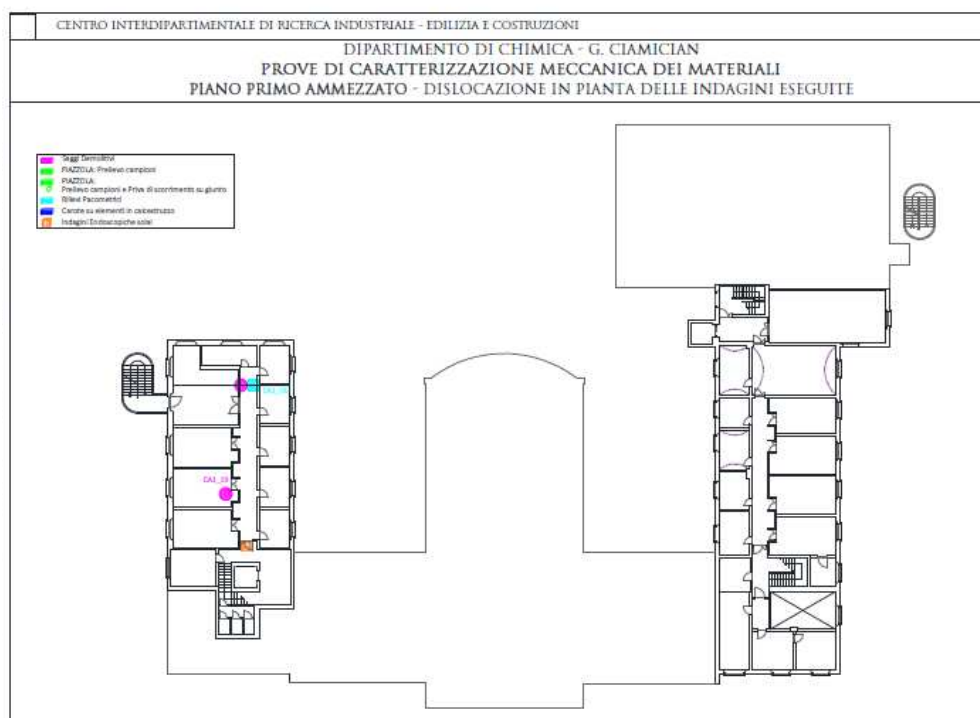 CENTRO INTERDIPARTIMENTALE DI RICERCA INDUSTRIALE - EDILIZIA E COSTRUZIONI
DIPARTIMENTO DI CHIMICA - G. CIAMICIAN
PROVE DI CARATTERIZZAZIONE MECCANICA DEI MATERIALI
PIANO PRIMO AMMEZZATO - DISLOCAZIONE IN PIANTA DELLE INDAGINI ESEGUITE
Saggi Demolitivi
PIAZZOLA: Prelievo campioni
PIAZZOLA:
Prelievo campioni e Prva di scorrimento su giunto
Rilievi Pacometrici
Carote su elementi in calcestruzzo
Indagini Endoscopiche solai